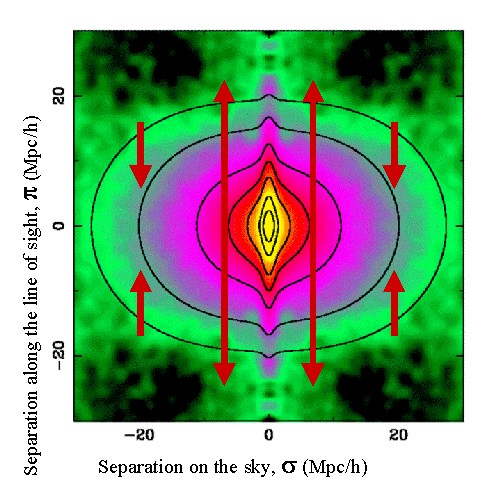 Separation along the line of sight, π (Mpc/h)
20
0
−20
−20 0 20
Separation on the sky, σ (Mpc/h)